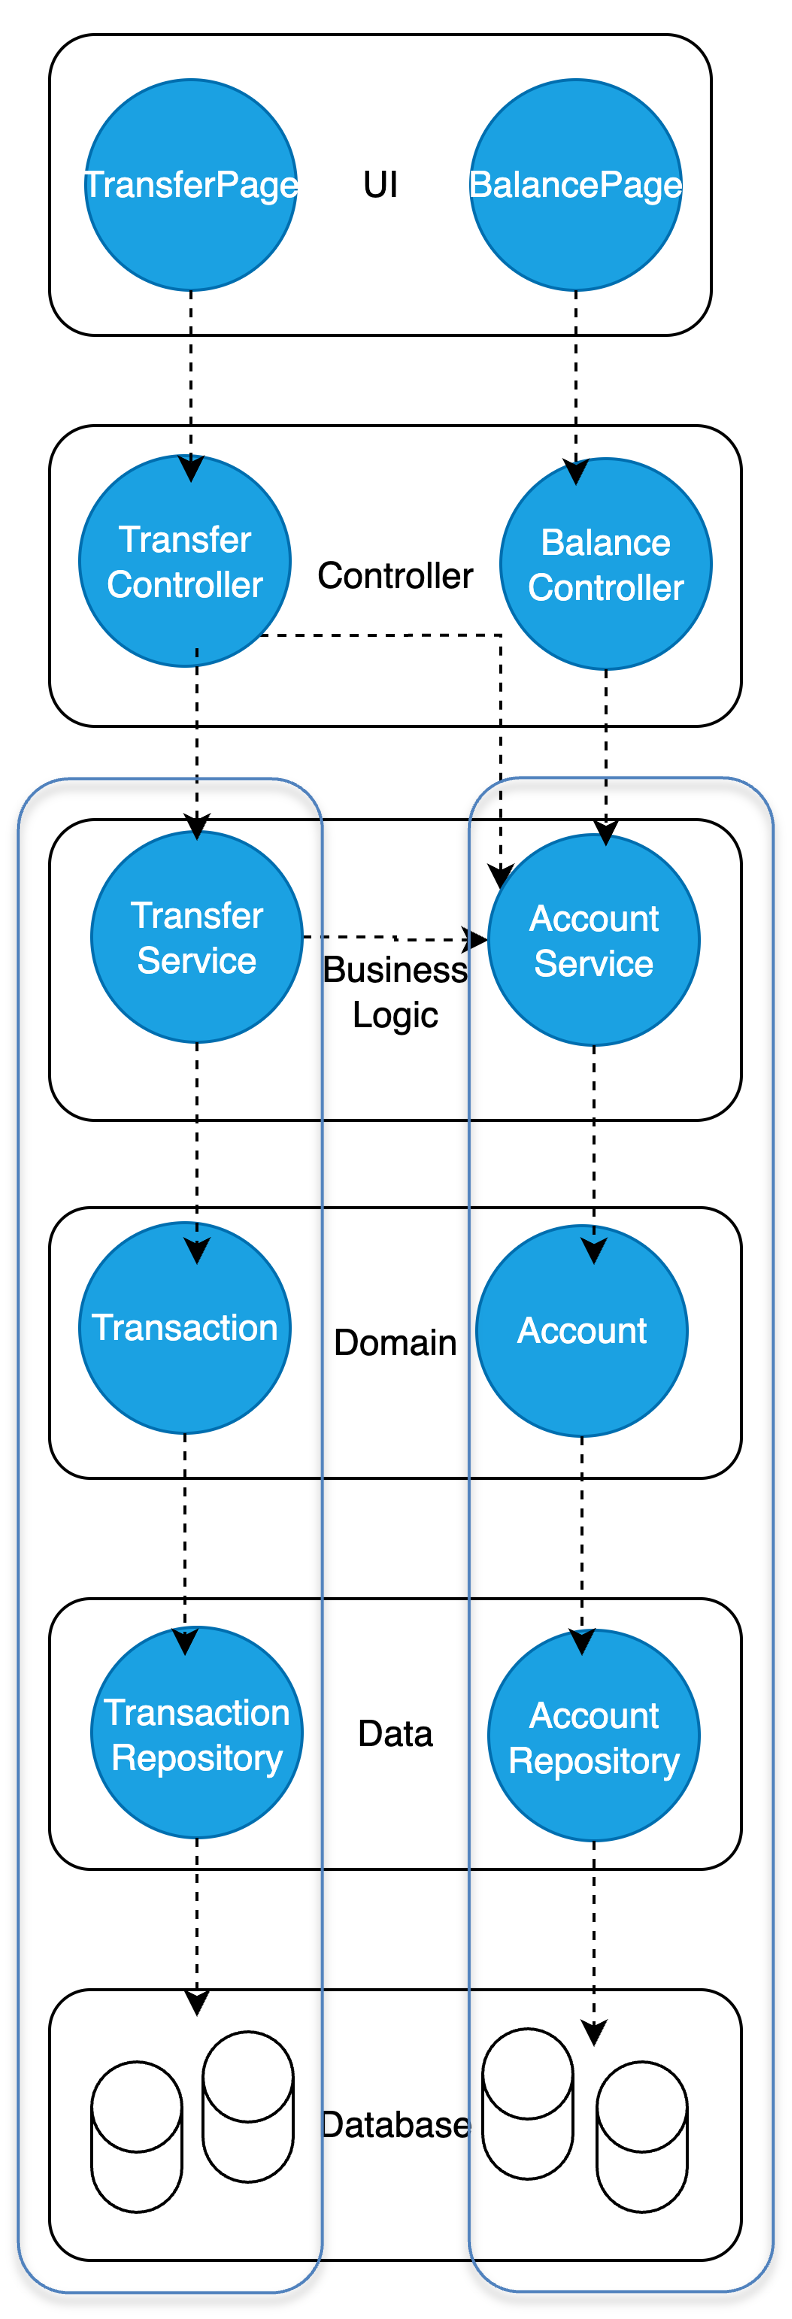 TransferPage
UI
BalancePage
Transfer
Controller
Controller
Balance
Controller
Transfer
Service
Business
Logic
Account
Service
Transaction
Domain
Account
Transaction
Repository
Data
Account
Repository
Database